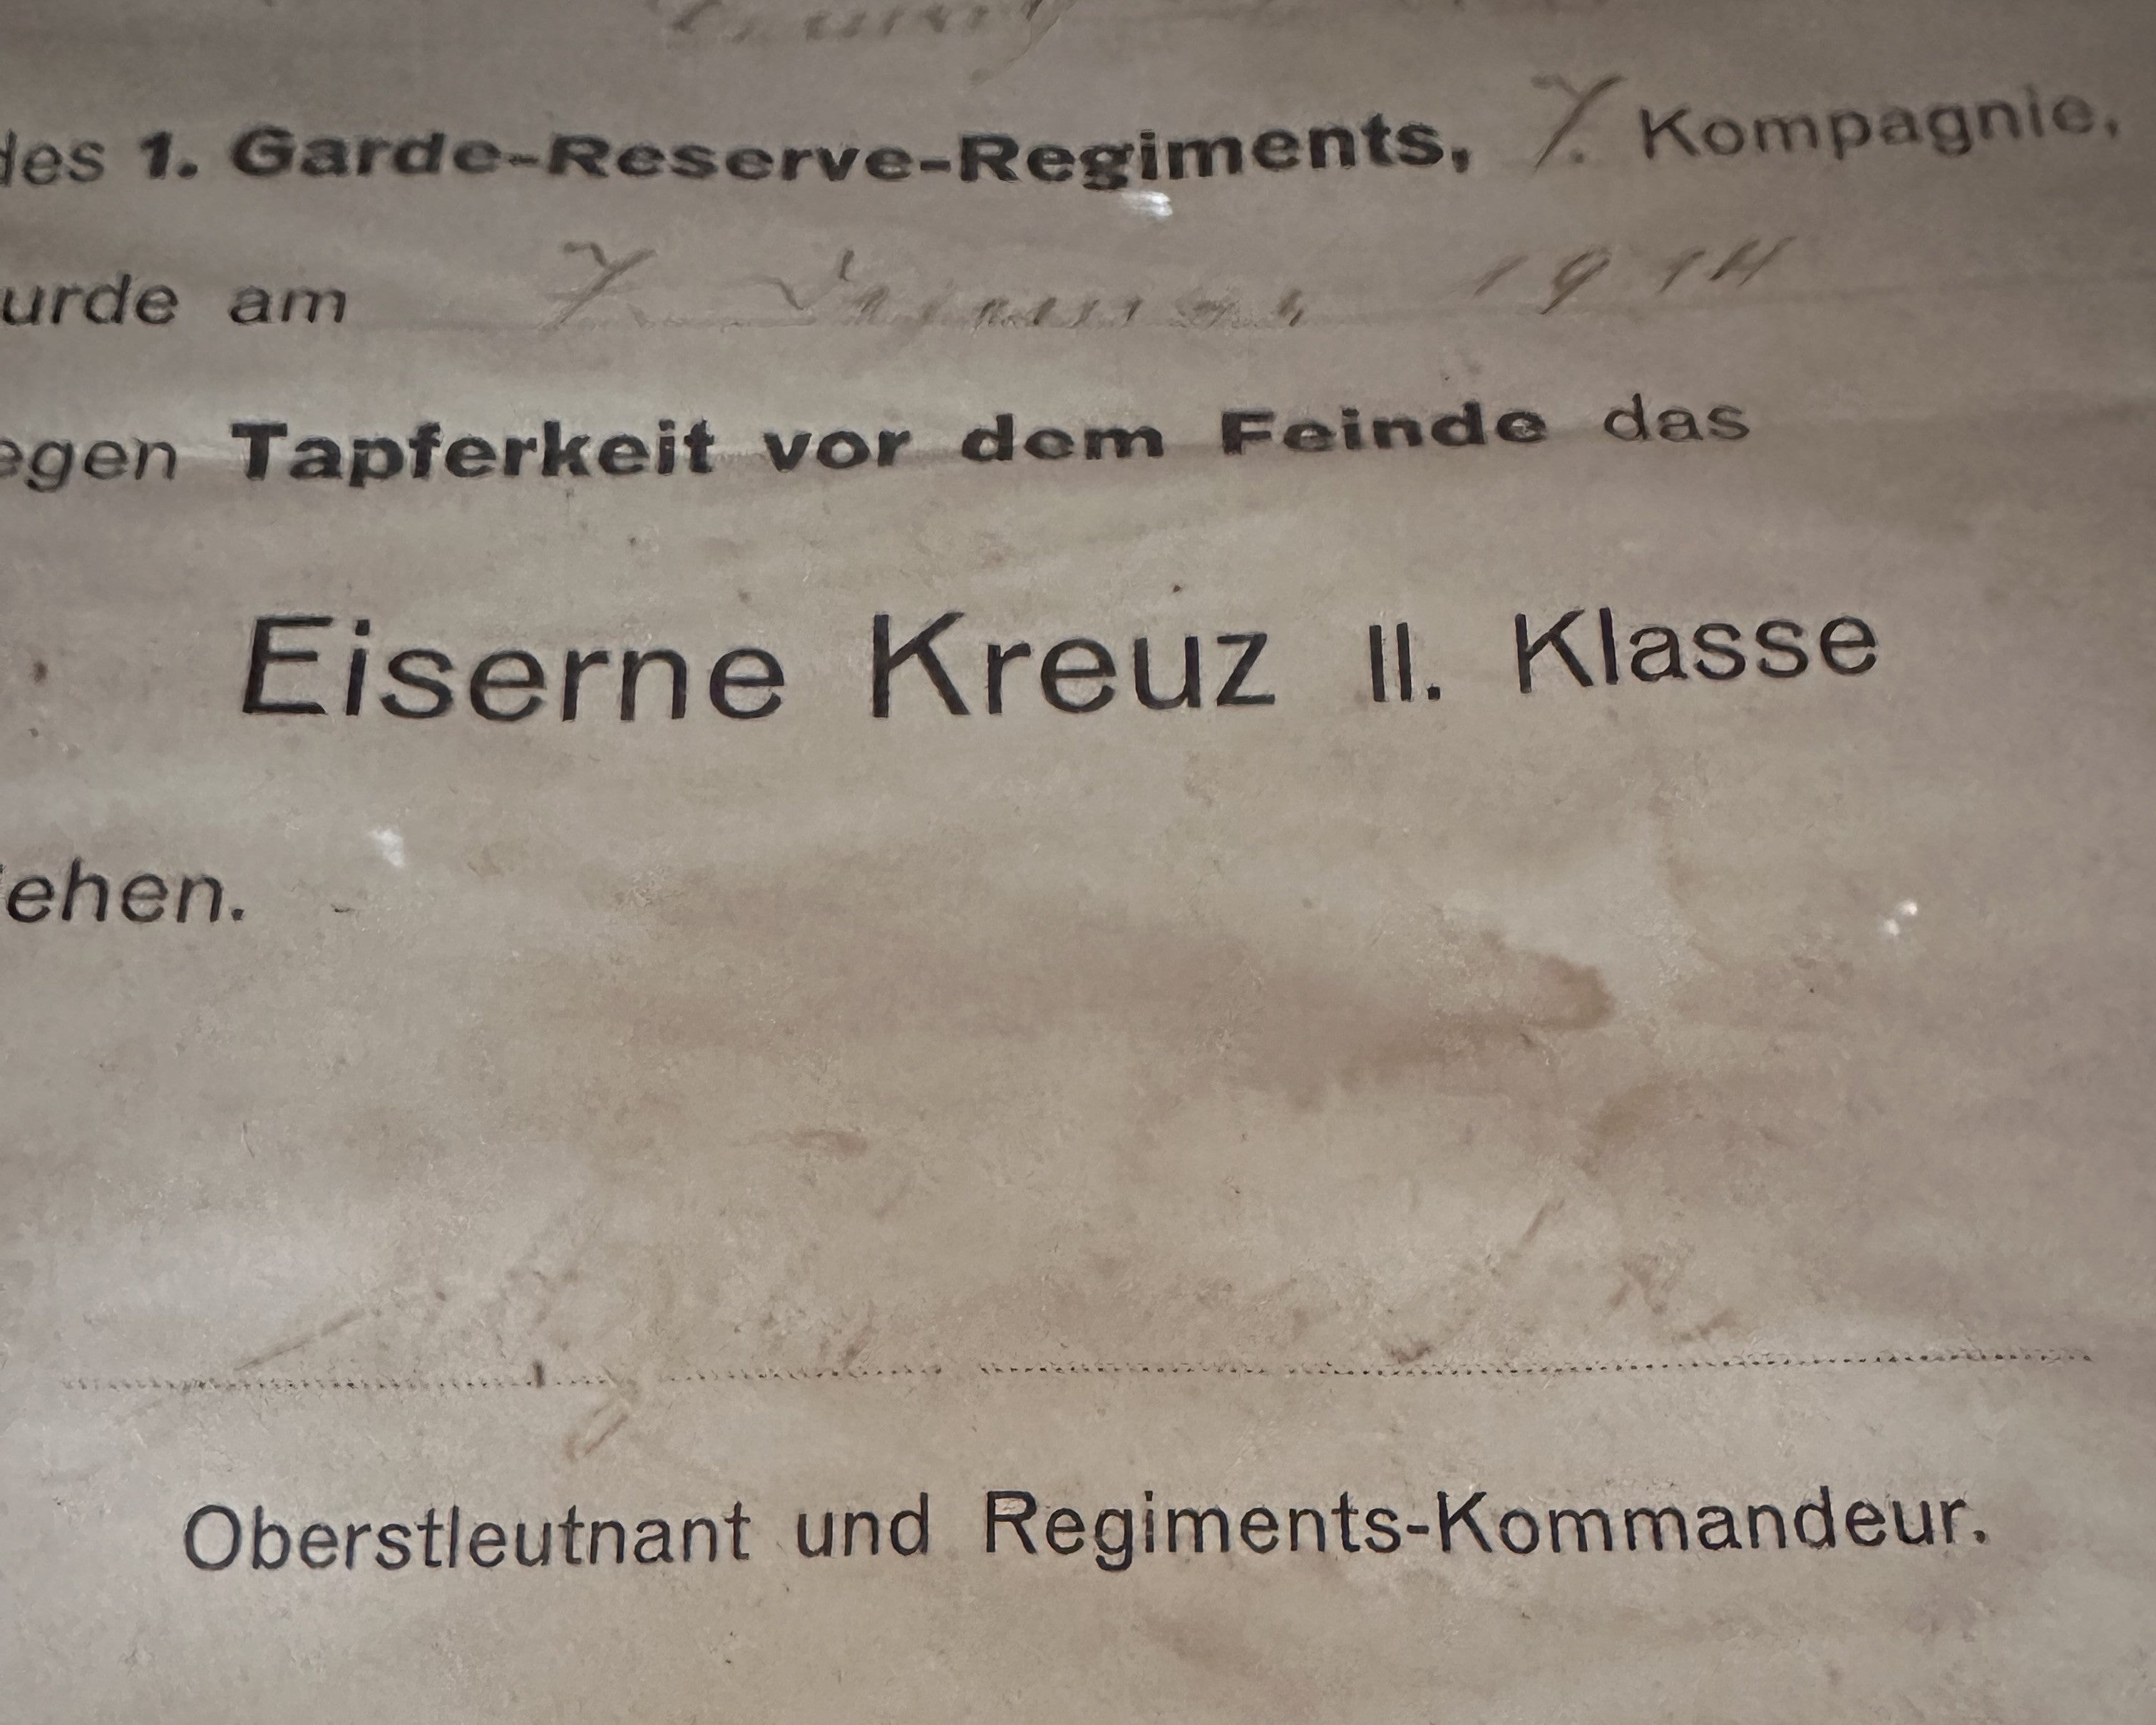 des 1. Garde-Reserve-Regiments, 7. Kompagnie,
urde am 7. 1914
egen Tapferkeit vor dem Feinde das
Eiserne Kreuz II. Klasse
ehen.
Oberstleutnant und Regiments-Kommandeur.